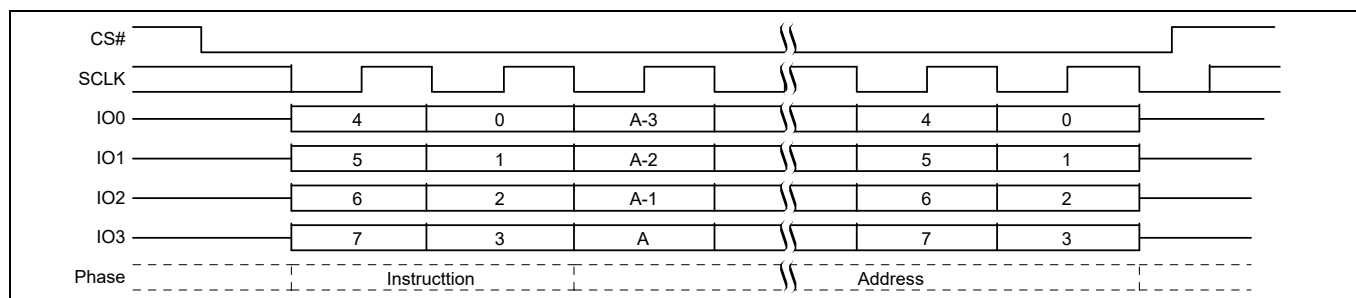 CS#
SCLK
IO0 4 0 A-3 4 0
IO1 5 1 A-2 5 1
IO2 6 2 A-1 6 2
IO3 7 3 A 7 3
Phase Instructtion Address